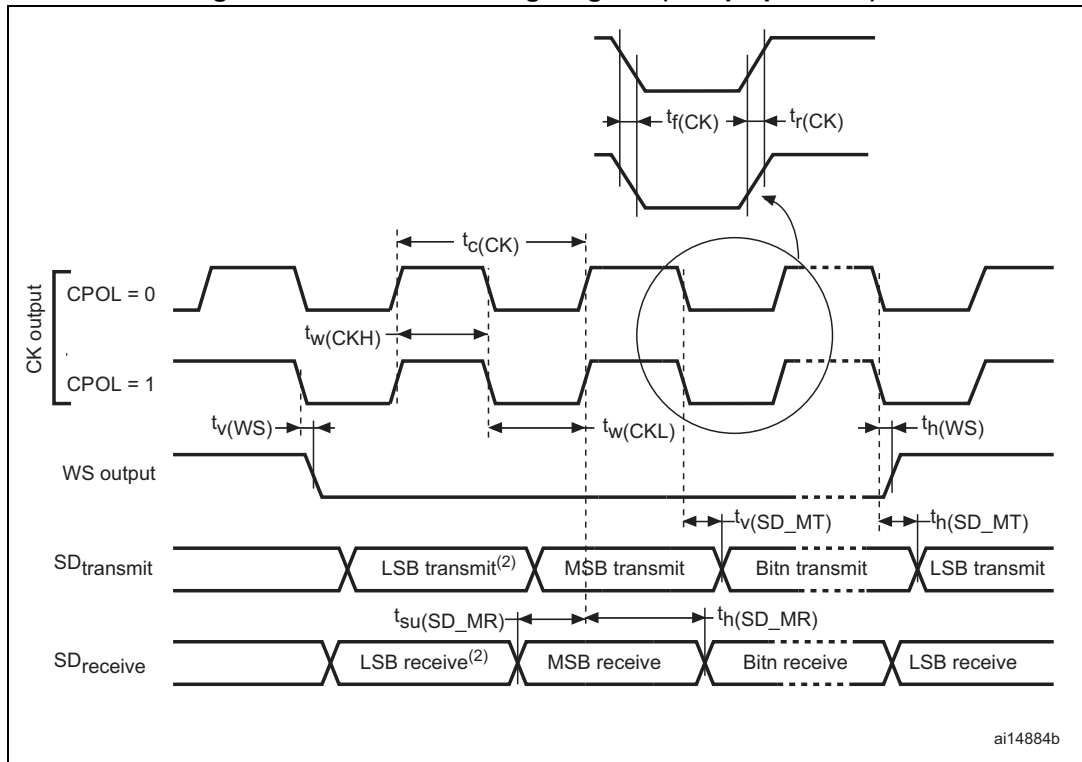 tf(CK)
tr(CK)
tc(CK)
CK output
CPOL = 0
tw(CKH)
CPOL = 1
tv(WS)
tw(CKL)
th(WS)
WS output
tv(SD_MT)
th(SD_MT)
SDtransmit
LSB transmit(2)
MSB transmit
Bitn transmit
LSB transmit
tsu(SD_MR)
th(SD_MR)
SDreceive
LSB receive(2)
MSB receive
Bitn receive
LSB receive
ai14884b